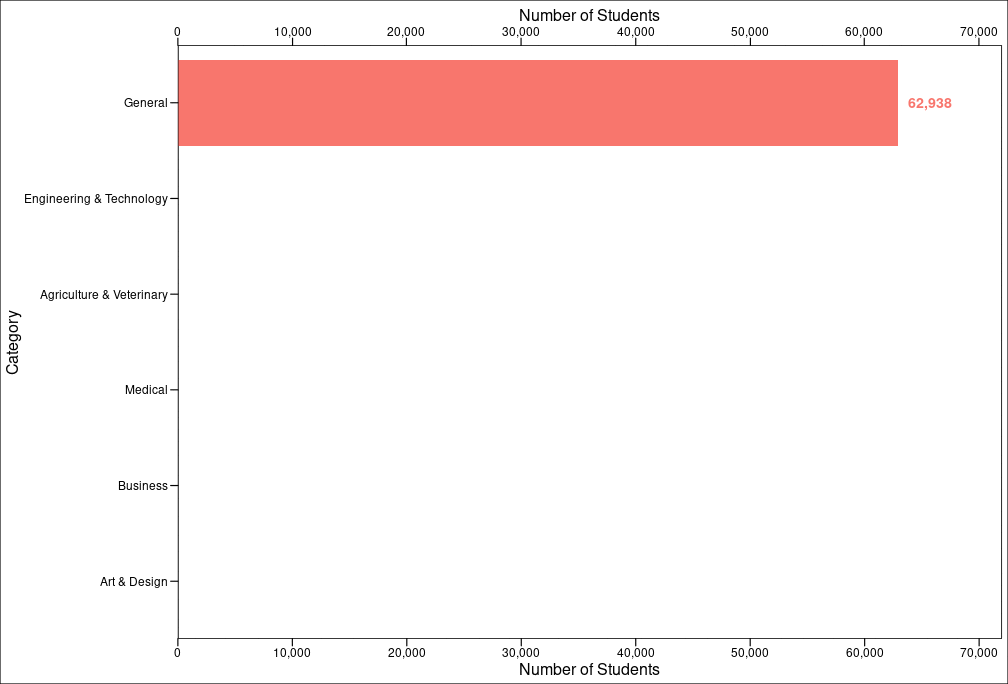 Number of Students
0 10,000 20,000 30,000 40,000 50,000 60,000 70,000
General 62,938
Engineering & Technology
Agriculture & Veterinary
Category
Medical
Business
Art & Design
0 10,000 20,000 30,000 40,000 50,000 60,000 70,000
Number of Students